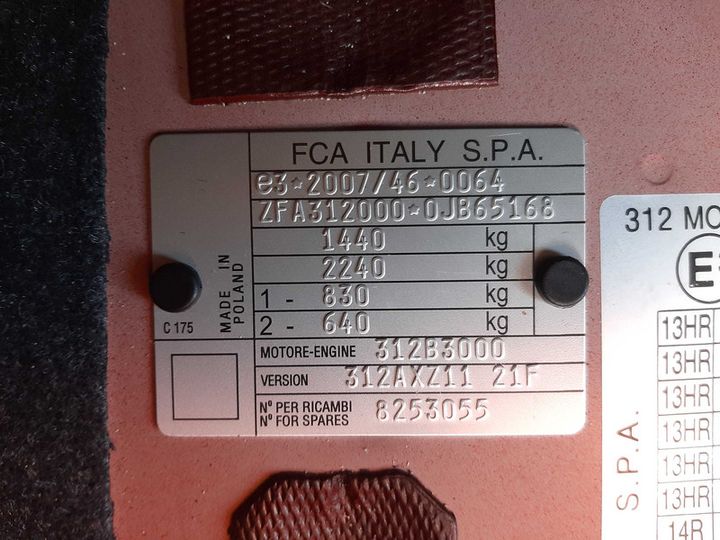 FCA ITALY S.P.A.
e3*2007/46*0064
ZFA312000*0JB65168
1440 kg
2240 kg
1 - 830 kg
2 - 640 kg
MADE IN
POLAND
C 175
MOTORE-ENGINE 312B3000
VERSION 312AXZ11 21F
Nº PER RICAMBI
Nº FOR SPARES 8253055
312 MO
E
S.P.A.
13HR
13HR
13HR
13HR
13HR
13HR
14R